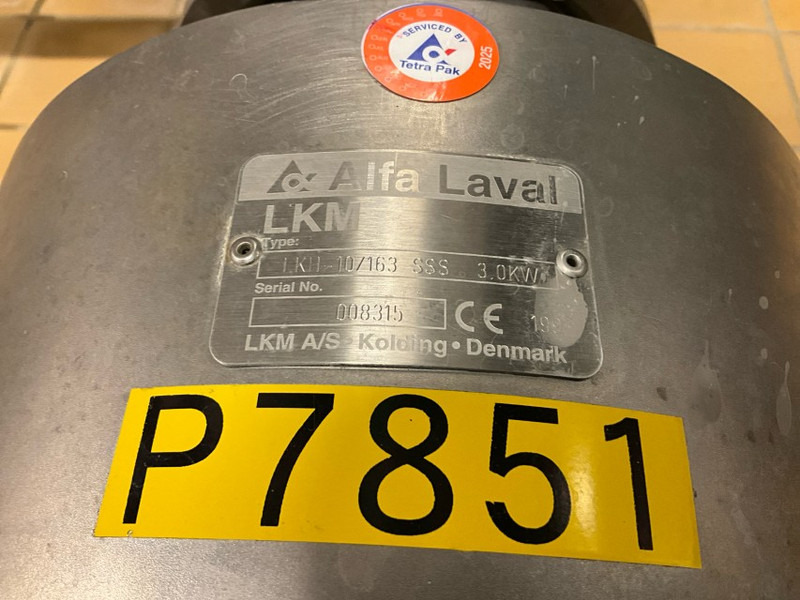 SERVICED BY
Tetra Pak
2025
Alfa Laval
LKM
Type:
LKH-10/163 SSS 3.0KW
Serial No.
008315 CE
LKM A/S • Kolding • Denmark
P7851